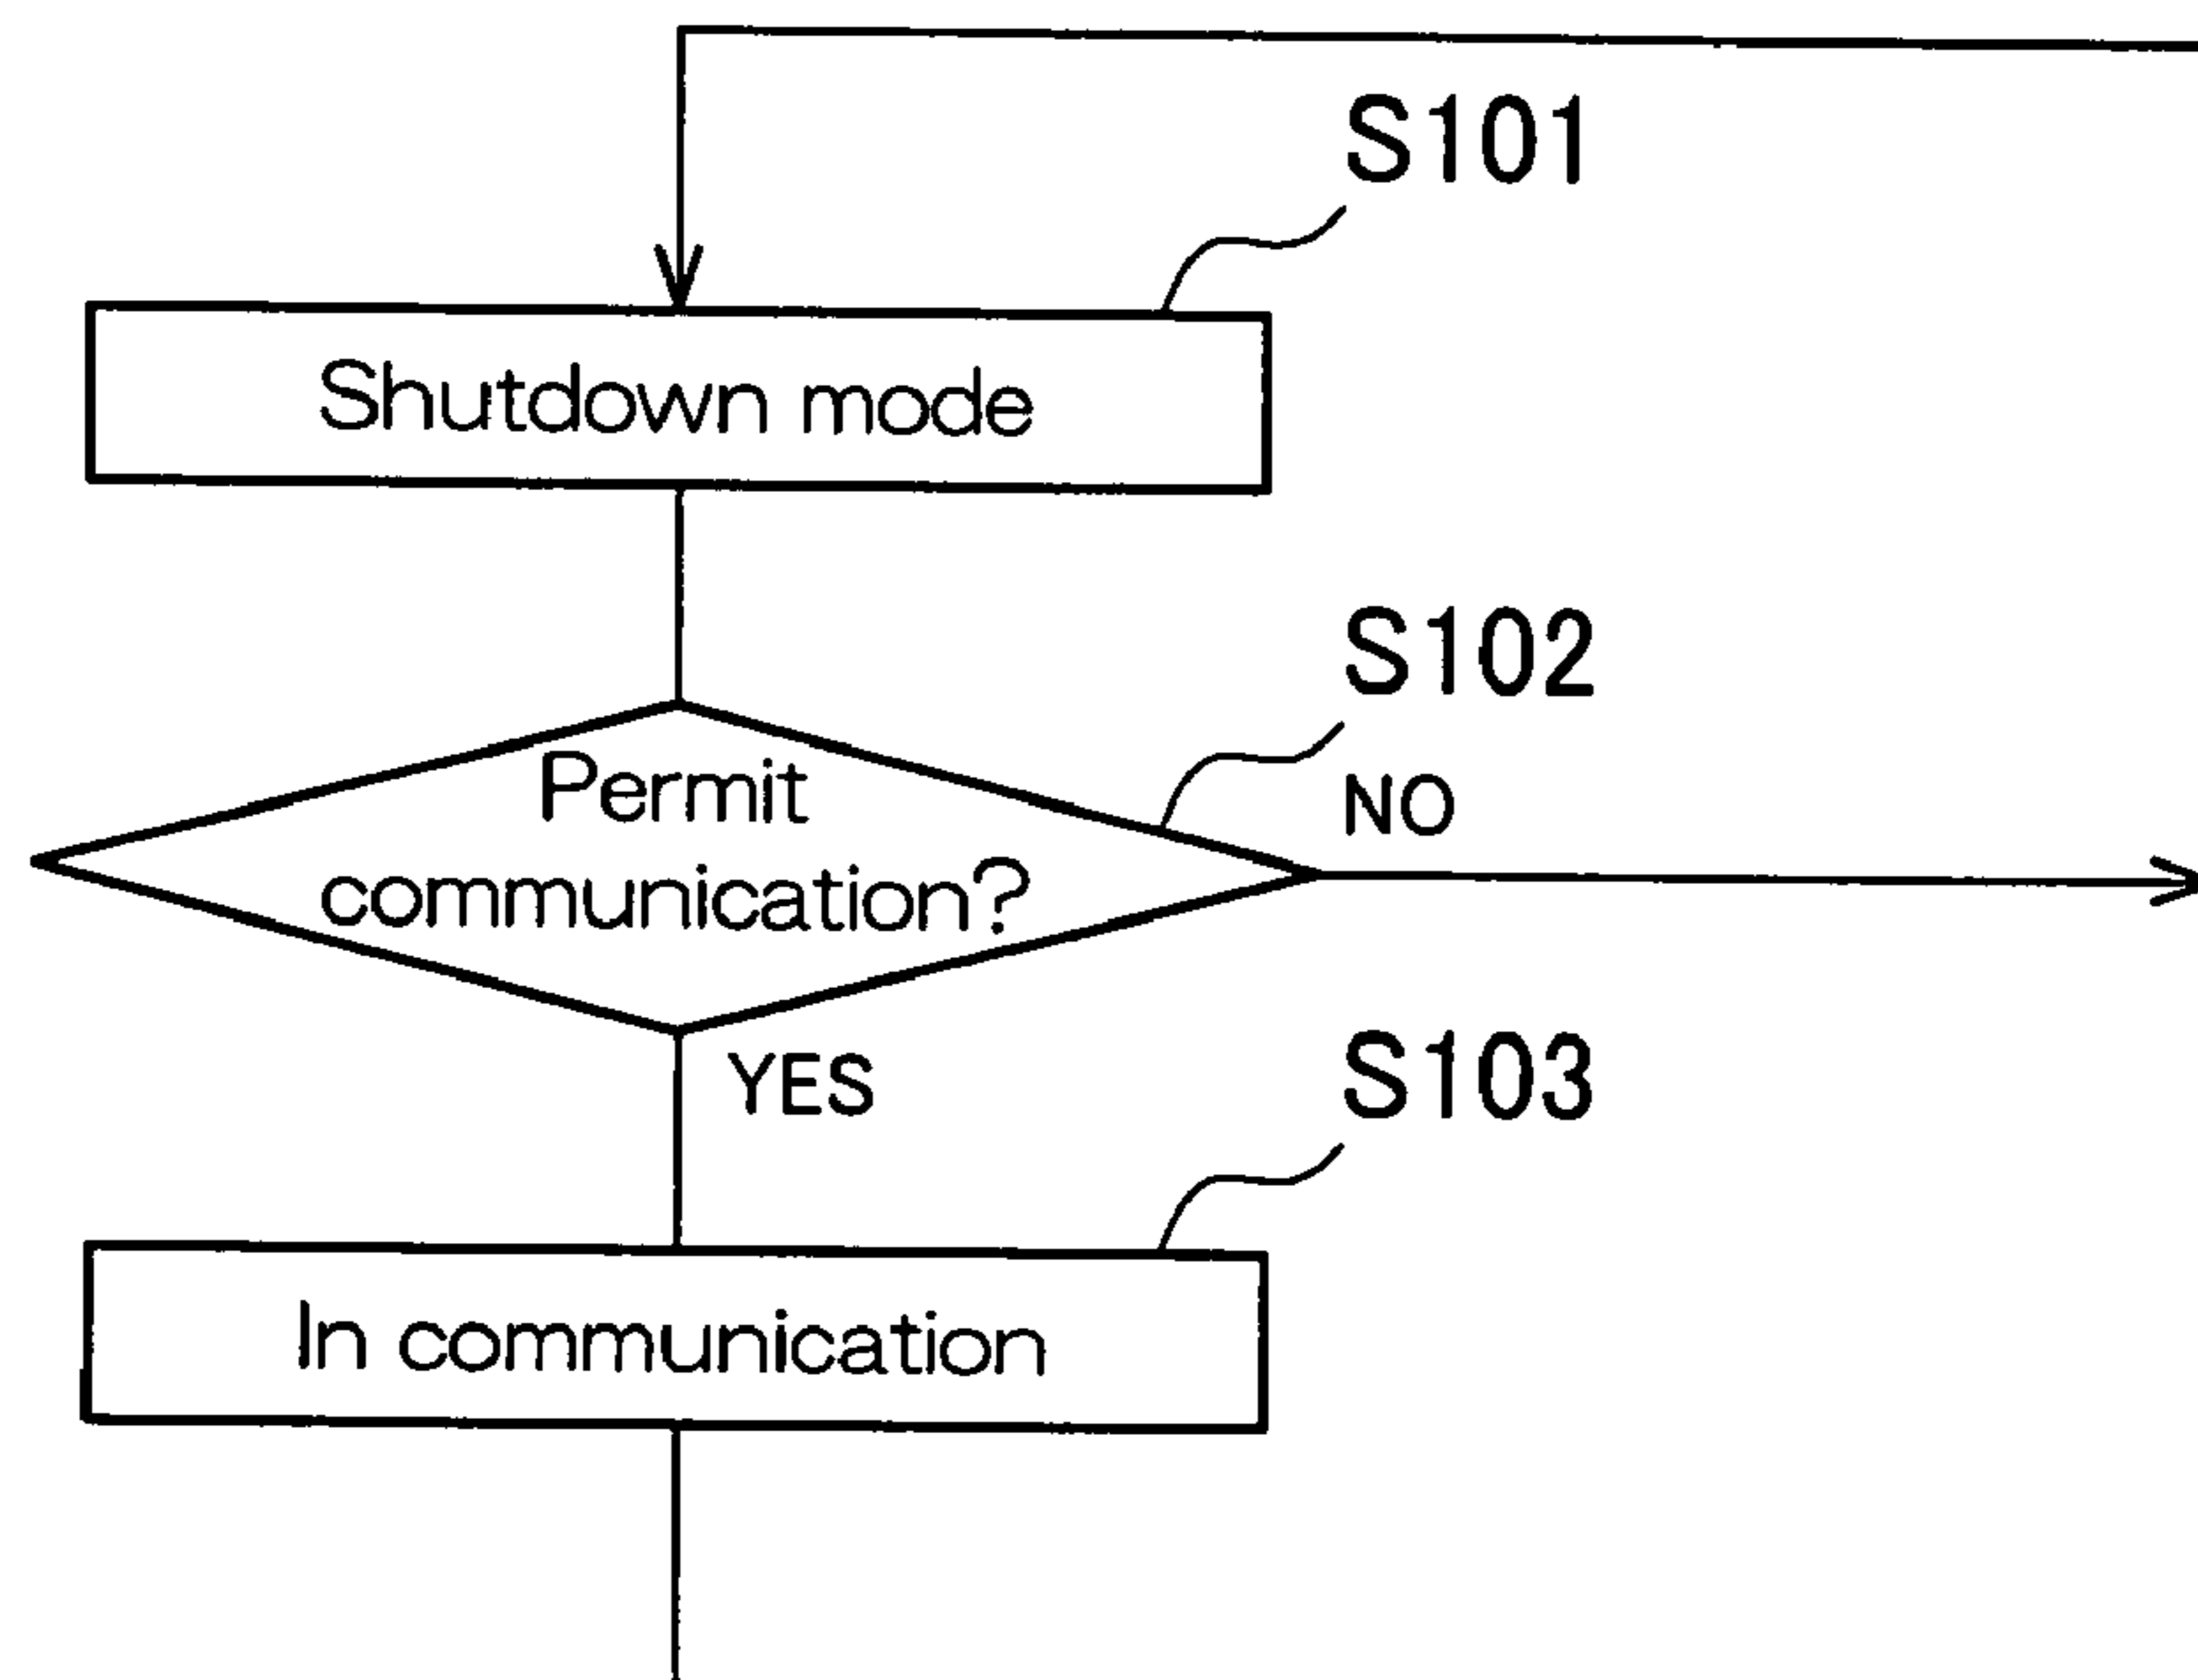 S101
Shutdown mode
S102
Permit
communication?
NO
YES
S103
In communication